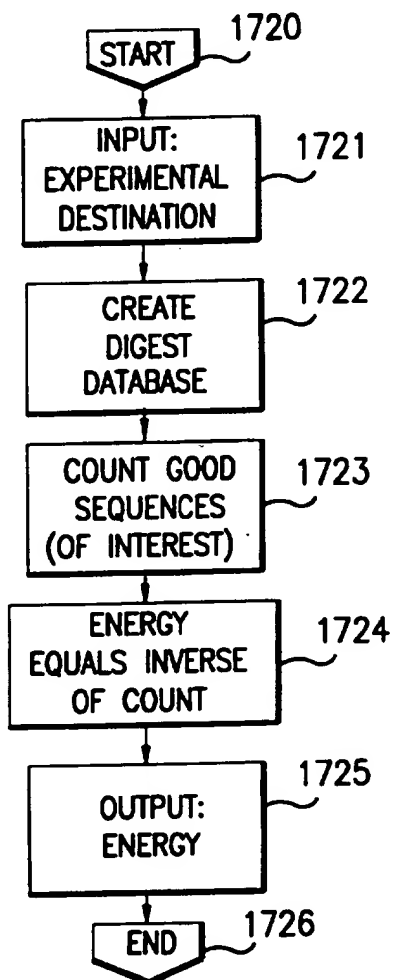 START
1720
INPUT:
EXPERIMENTAL
DESTINATION
1721
CREATE
DIGEST
DATABASE
1722
COUNT GOOD
SEQUENCES
(OF INTEREST)
1723
ENERGY
EQUALS INVERSE
OF COUNT
1724
OUTPUT:
ENERGY
1725
END
1726